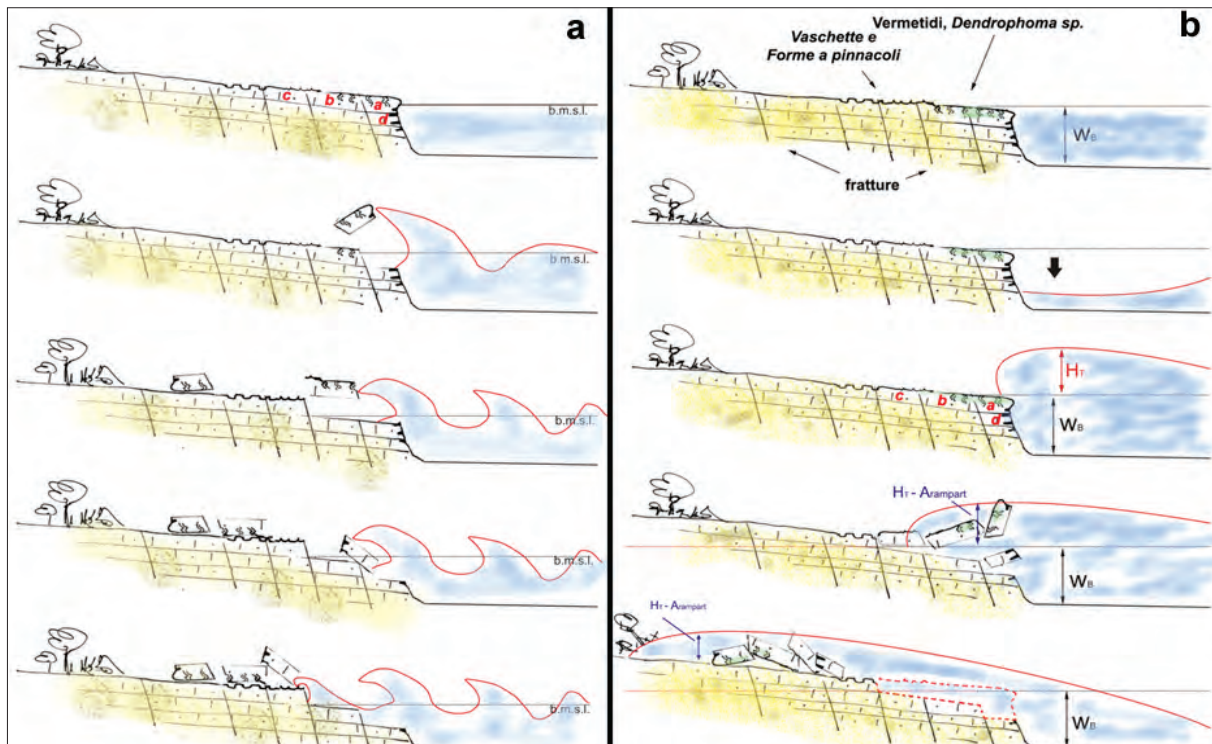 a
c
b
a
d
b.m.s.l.
b.m.s.l.
b.m.s.l.
b.m.s.l.
b.m.s.l.
b
Vermetidi, Dendrophoma sp.
Vaschette e
Forme a pinnacoli
b.m.s.l.
WB
fratture
HT
c
b
a
d
WB
HT - Arampart
WB
HT - Arampart
WB